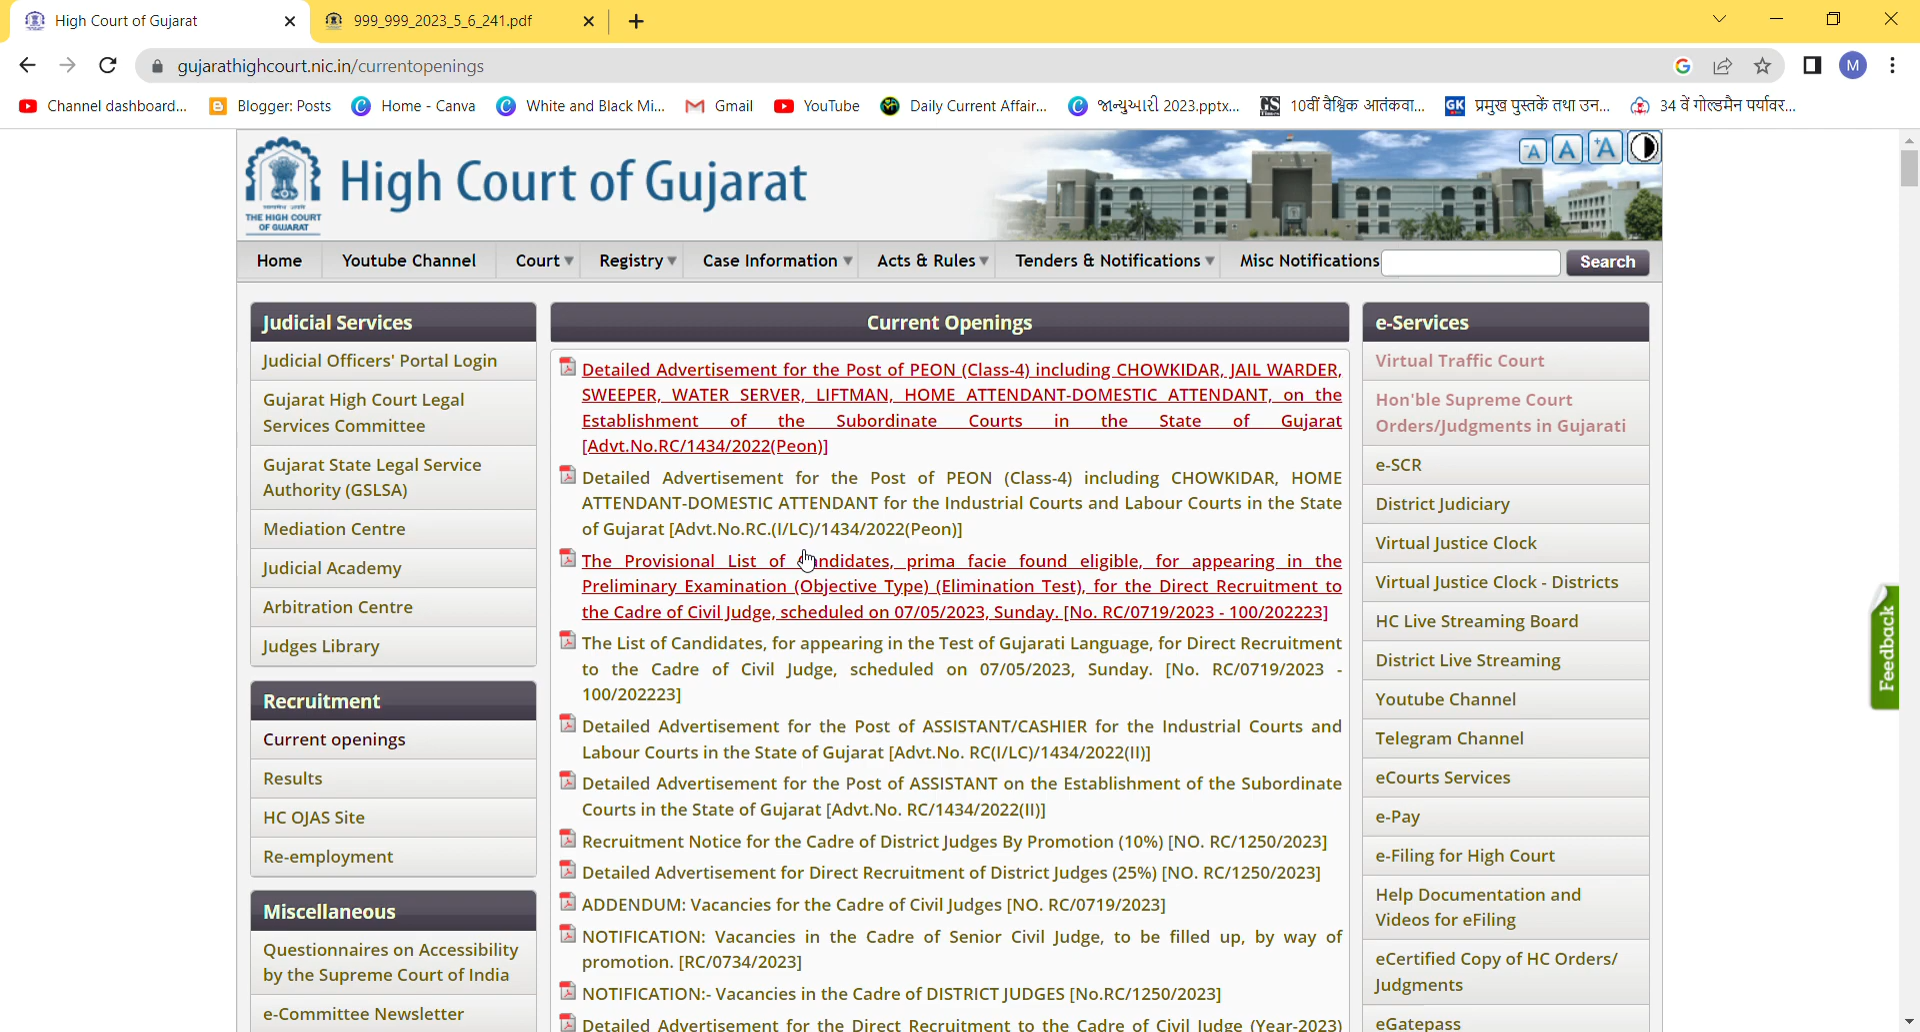 High Court of Gujarat
999_999_2023_5_6_241.pdf
gujarathighcourt.nic.in/currentopenings
M
Channel dashboard...
Blogger: Posts
Home - Canva
White and Black Mi...
Gmail
YouTube
Daily Current Affair...
જાન્યુઆરી 2023.pptx...
GS
10वीं वैश्विक आतंकवा...
GK
प्रमुख पुस्तकें तथा उन...
34 वें गोल्डमैन पर्यावर...
THE HIGH COURT
OF GUJARAT
High Court of Gujarat
-A A +A
Home
Youtube Channel
Court
Registry
Case Information
Acts & Rules
Tenders & Notifications
Misc Notifications
Search
Judicial Services
Judicial Officers' Portal Login
Gujarat High Court Legal
Services Committee
Gujarat State Legal Service
Authority (GSLSA)
Mediation Centre
Judicial Academy
Arbitration Centre
Judges Library
Recruitment
Current openings
Results
HC OJAS Site
Re-employment
Miscellaneous
Questionnaires on Accessibility
by the Supreme Court of India
e-Committee Newsletter
Current Openings
Detailed Advertisement for the Post of PEON (Class-4) including CHOWKIDAR, JAIL WARDER,
SWEEPER, WATER SERVER, LIFTMAN, HOME ATTENDANT-DOMESTIC ATTENDANT, on the
Establishment of the Subordinate Courts in the State of Gujarat
[Advt.No.RC/1434/2022(Peon)]
Detailed Advertisement for the Post of PEON (Class-4) including CHOWKIDAR, HOME
ATTENDANT-DOMESTIC ATTENDANT for the Industrial Courts and Labour Courts in the State
of Gujarat [Advt.No.RC.(I/LC)/1434/2022(Peon)]
The Provisional List of Candidates, prima facie found eligible, for appearing in the
Preliminary Examination (Objective Type) (Elimination Test), for the Direct Recruitment to
the Cadre of Civil Judge, scheduled on 07/05/2023, Sunday. [No. RC/0719/2023 - 100/202223]
The List of Candidates, for appearing in the Test of Gujarati Language, for Direct Recruitment
to the Cadre of Civil Judge, scheduled on 07/05/2023, Sunday. [No. RC/0719/2023 -
100/202223]
Detailed Advertisement for the Post of ASSISTANT/CASHIER for the Industrial Courts and
Labour Courts in the State of Gujarat [Advt.No. RC(I/LC)/1434/2022(II)]
Detailed Advertisement for the Post of ASSISTANT on the Establishment of the Subordinate
Courts in the State of Gujarat [Advt.No. RC/1434/2022(II)]
Recruitment Notice for the Cadre of District Judges By Promotion (10%) [NO. RC/1250/2023]
Detailed Advertisement for Direct Recruitment of District Judges (25%) [NO. RC/1250/2023]
ADDENDUM: Vacancies for the Cadre of Civil Judges [NO. RC/0719/2023]
NOTIFICATION: Vacancies in the Cadre of Senior Civil Judge, to be filled up, by way of
promotion. [RC/0734/2023]
NOTIFICATION:- Vacancies in the Cadre of DISTRICT JUDGES [No.RC/1250/2023]
Detailed Advertisement for the Direct Recruitment to the Cadre of Civil Judge (Year-2023)
e-Services
Virtual Traffic Court
Hon'ble Supreme Court
Orders/Judgments in Gujarati
e-SCR
District Judiciary
Virtual Justice Clock
Virtual Justice Clock - Districts
HC Live Streaming Board
District Live Streaming
Youtube Channel
Telegram Channel
eCourts Services
e-Pay
e-Filing for High Court
Help Documentation and
Videos for eFiling
eCertified Copy of HC Orders/
Judgments
eGatepass
Feedback